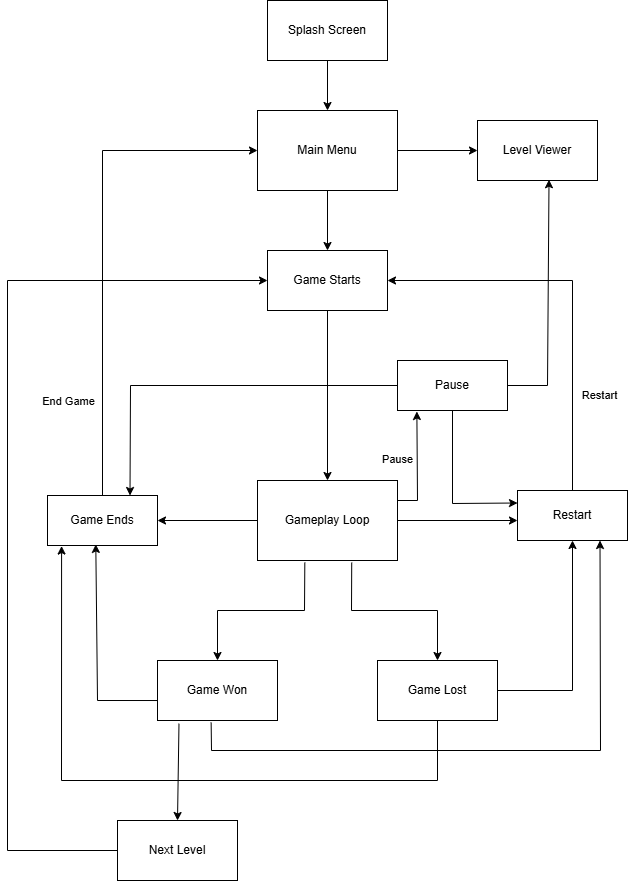 Splash Screen
Main Menu
Level Viewer
Game Starts
Pause
End Game
Restart
Pause
Game Ends
Gameplay Loop
Restart
Game Won
Game Lost
Next Level